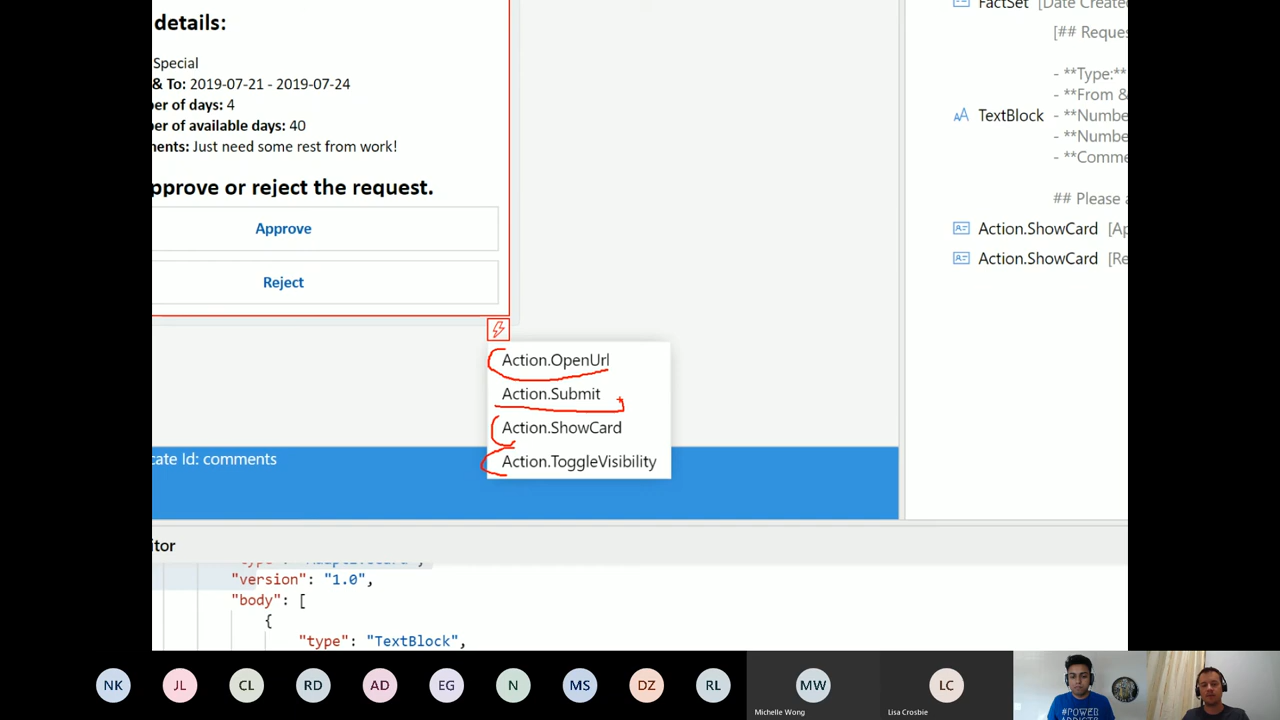 details:
Special
& To: 2019-07-21 - 2019-07-24
er of days: 4
er of available days: 40
ments: Just need some rest from work!
pprove or reject the request.
Approve
Reject
Action.OpenUrl
Action.Submit
Action.ShowCard
Action.ToggleVisibility
cate Id: comments
itor
"version": "1.0",
"body": [
{
"type": "TextBlock",
FactSet [Date Created
[## Reque
- **Type:**
- **From &
TextBlock - **Numbe
- **Numbe
- **Comme
## Please a
Action.ShowCard [Ap
Action.ShowCard [Re
NK JL CL RD AD EG N MS DZ RL MW LC
Michelle Wong Lisa Crosbie
#POWER